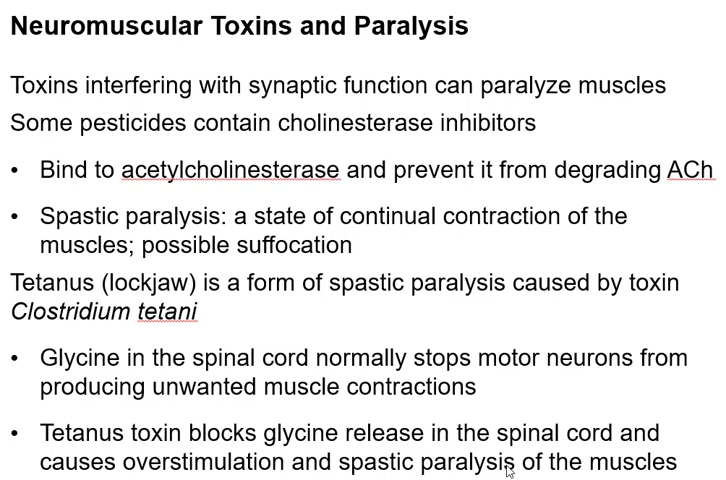 Neuromuscular Toxins and Paralysis
Toxins interfering with synaptic function can paralyze muscles
Some pesticides contain cholinesterase inhibitors
• Bind to acetylcholinesterase and prevent it from degrading ACh
• Spastic paralysis: a state of continual contraction of the
muscles; possible suffocation
Tetanus (lockjaw) is a form of spastic paralysis caused by toxin
Clostridium tetani
• Glycine in the spinal cord normally stops motor neurons from
producing unwanted muscle contractions
• Tetanus toxin blocks glycine release in the spinal cord and
causes overstimulation and spastic paralysis of the muscles